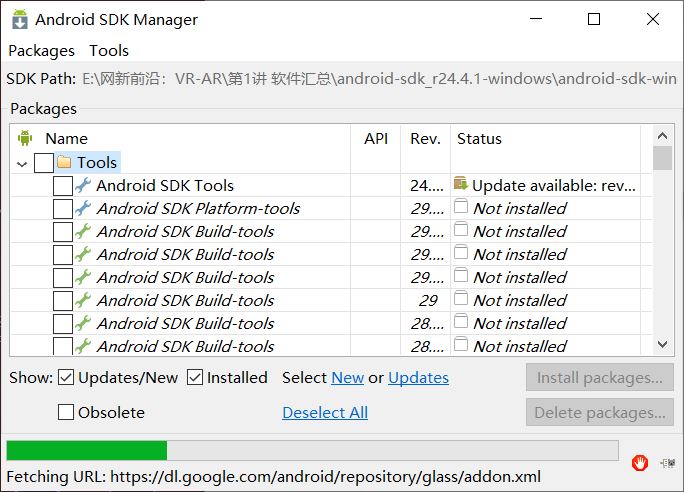 Android SDK Manager
Packages Tools
SDK Path: E:\网新前沿：VR-AR\第1讲 软件汇总\android-sdk_r24.4.1-windows\android-sdk-win
Packages
Name API Rev. Status
Tools
Android SDK Tools 24.... Update available: rev...
Android SDK Platform-tools 29.... Not installed
Android SDK Build-tools 29.... Not installed
Android SDK Build-tools 29.... Not installed
Android SDK Build-tools 29.... Not installed
Android SDK Build-tools 29 Not installed
Android SDK Build-tools 28.... Not installed
Android SDK Build-tools 28.... Not installed
Show: Updates/New Installed Select New or Updates Install packages...
Obsolete Deselect All Delete packages...
Fetching URL: https://dl.google.com/android/repository/glass/addon.xml